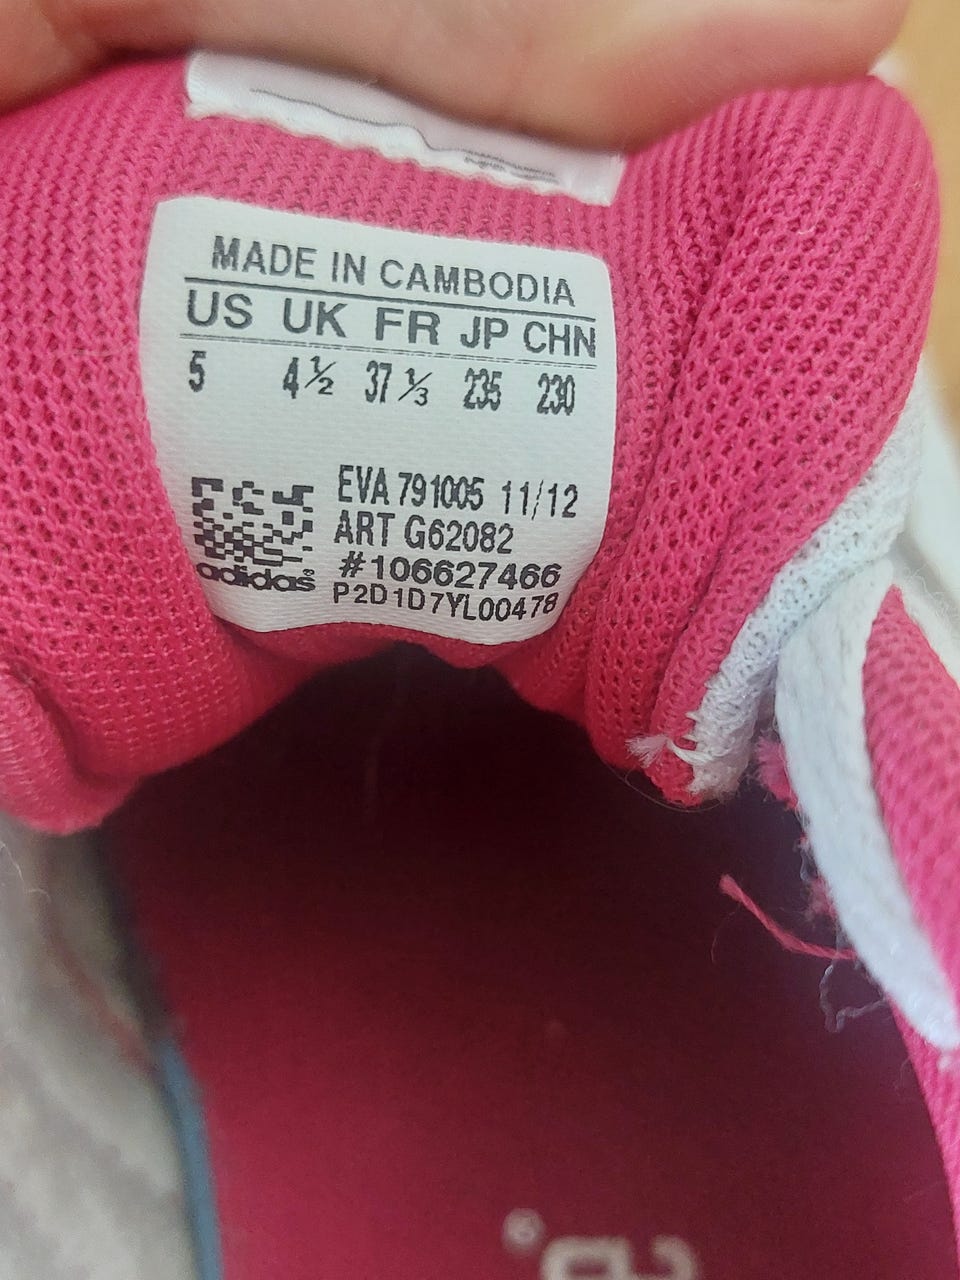 MADE IN CAMBODIA
US UK FR JP CHN
5 4½ 37⅓ 235 230
EVA 791005 11/12
ART G62082
#106627466
adidas®
P2D1D7YL00478